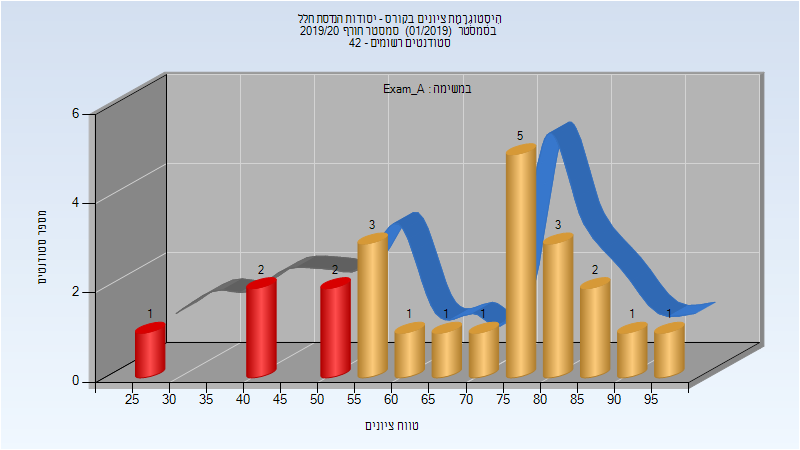 היסטוגרמת ציונים בקורס - יסודות הנדסת חלל
בסמסטר (01/2019) סמסטר חורף 2019/20
סטודנטים רשומים - 42
במשימה : Exam_A
מספר סטודנטים
6
4
2
0
1
2
2
3
1
1
1
5
3
2
1
1
25 30 35 40 45 50 55 60 65 70 75 80 85 90 95
טווח ציונים